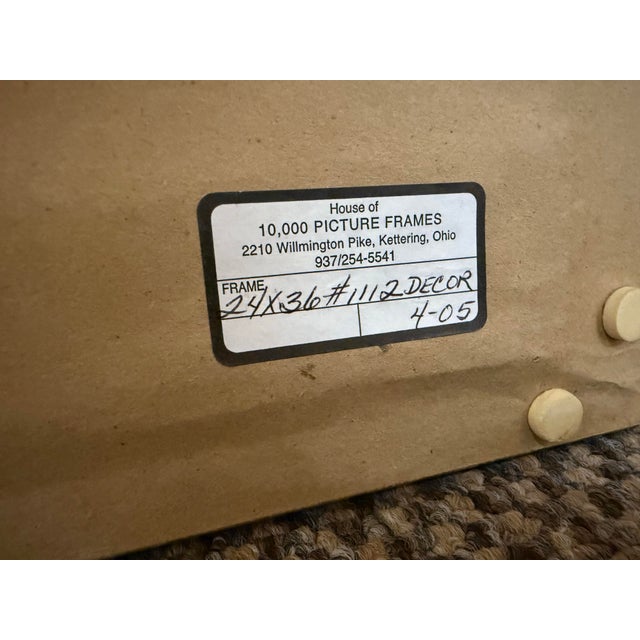 House of
10,000 PICTURE FRAMES
2210 Willmington Pike, Kettering, Ohio
937/254-5541
FRAME
24X36 #1112 DECOR
4-05